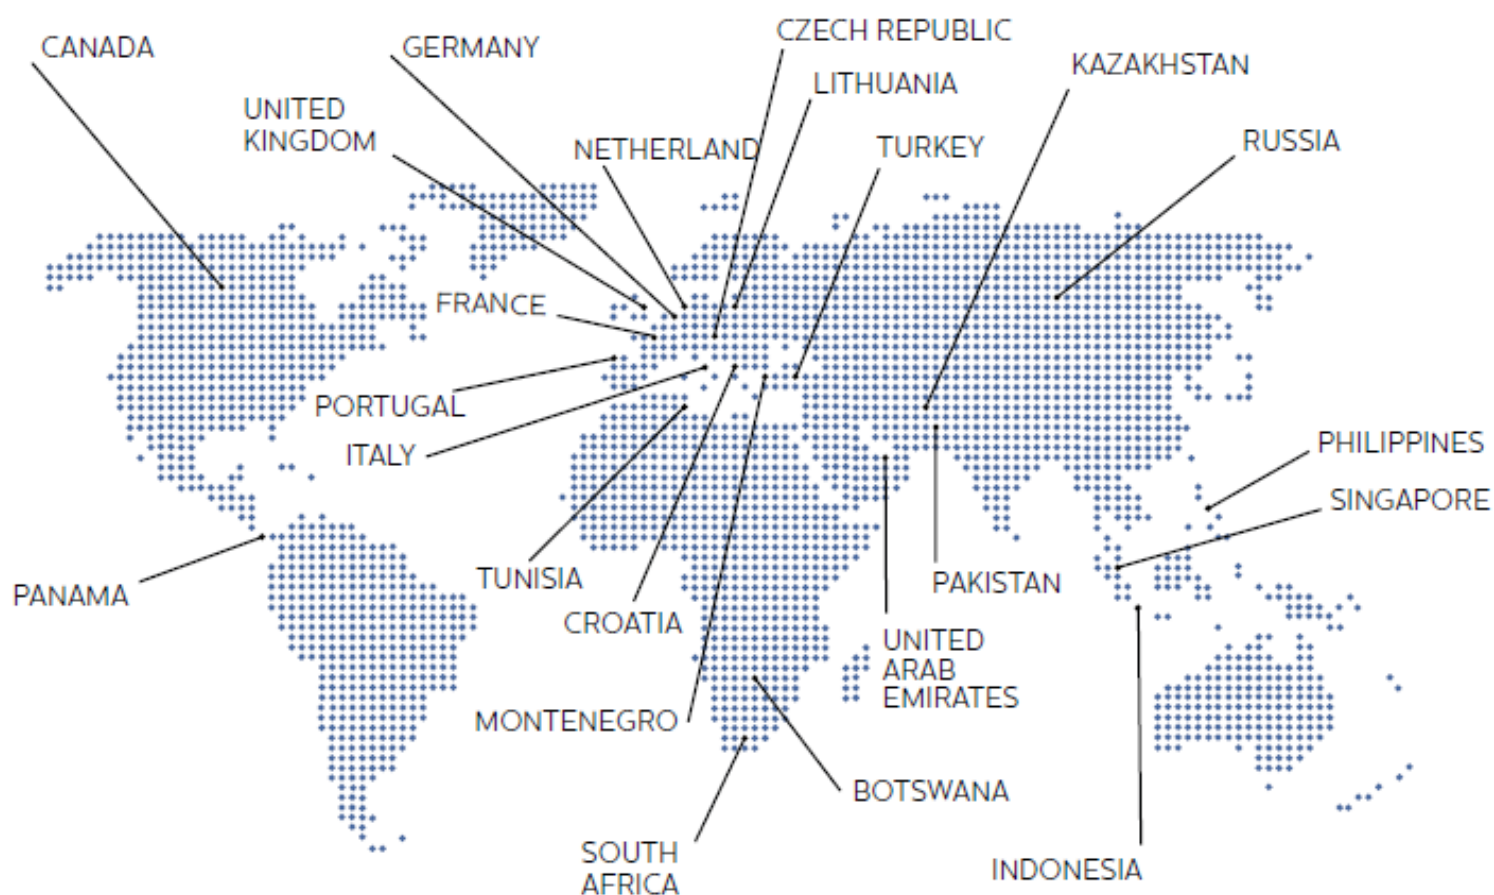 CANADA
GERMANY
CZECH REPUBLIC
LITHUANIA
KAZAKHSTAN
UNITED
KINGDOM
NETHERLAND
TURKEY
RUSSIA
FRANCE
PORTUGAL
ITALY
PHILIPPINES
SINGAPORE
PANAMA
TUNISIA
CROATIA
PAKISTAN
UNITED
ARAB
EMIRATES
MONTENEGRO
BOTSWANA
SOUTH
AFRICA
INDONESIA